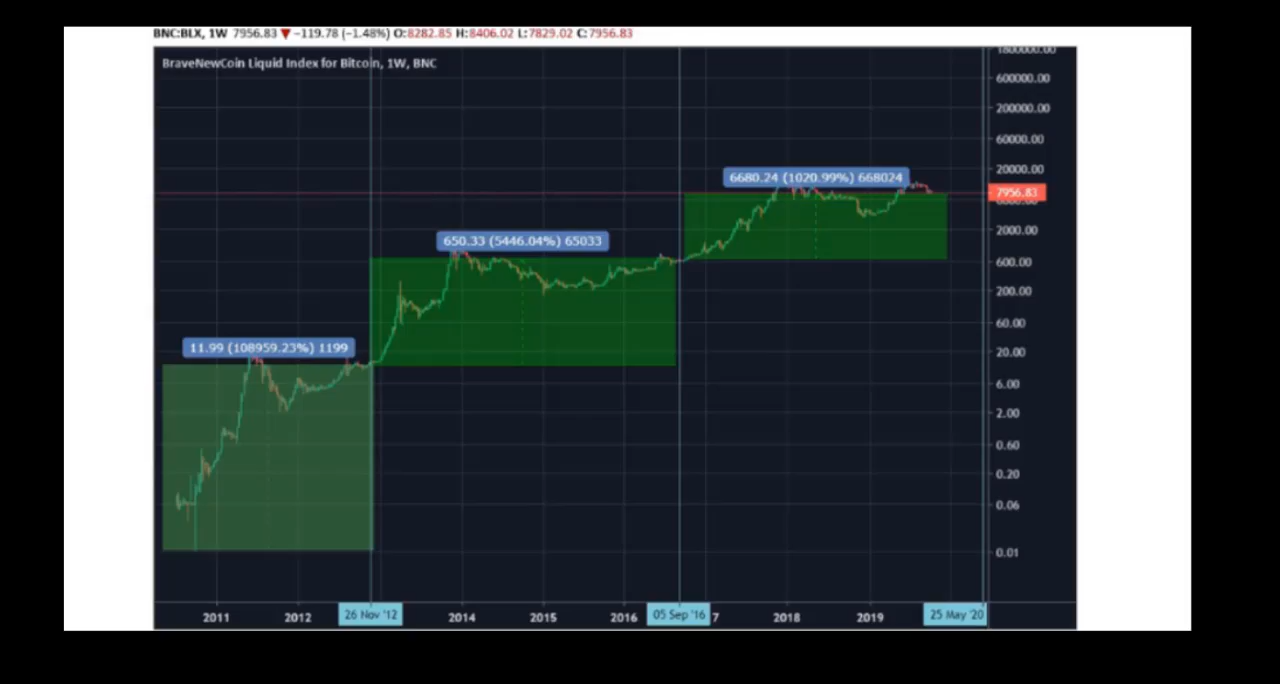 BNC:BLX, 1W 7956.83 ▼ −119.78 (−1.48%) O:8282.85 H:8406.02 L:7829.02 C:7956.83
BraveNewCoin Liquid Index for Bitcoin, 1W, BNC
1800000.00
600000.00
200000.00
60000.00
20000.00
6680.24 (1020.99%) 668024
7956.83
2000.00
650.33 (5446.04%) 65033
600.00
200.00
60.00
11.99 (108959.23%) 1199
20.00
6.00
2.00
0.60
0.20
0.06
0.01
2011 2012 26 Nov '12 2014 2015 2016 05 Sep '16 7 2018 2019 25 May '20